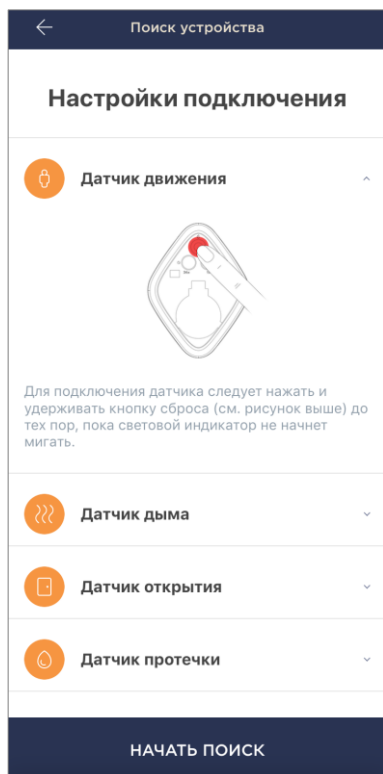 Поиск устройства
Настройки подключения
Датчик движения
Для подключения датчика следует нажать и
удерживать кнопку сброса (см. рисунок выше) до
тех пор, пока световой индикатор не начнет
мигать.
Датчик дыма
Датчик открытия
Датчик протечки
НАЧАТЬ ПОИСК